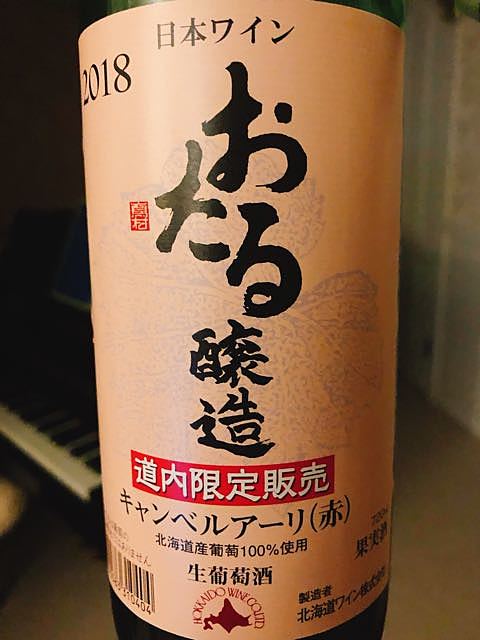 日本ワイン
2018
おたる
醸造
道内限定販売
キャンベルアーリ(赤)
北海道産葡萄100%使用
生葡萄酒
果実酒
製造者
北海道ワイン株式会社
HOKKAIDO WINE CO.,LTD.